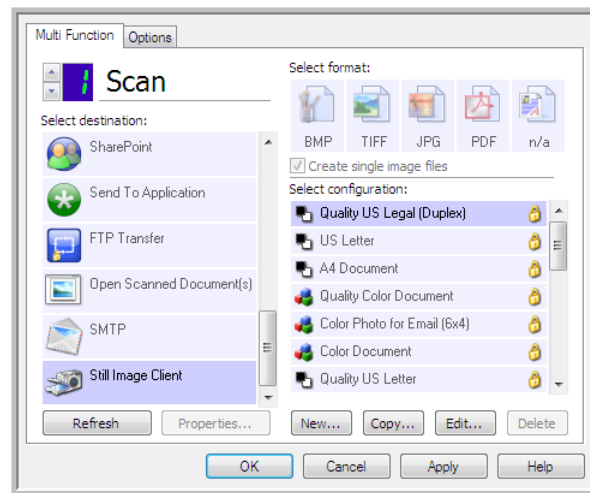 Multi Function
Options
1 Scan
Select destination:
SharePoint
Send To Application
FTP Transfer
Open Scanned Document(s)
SMTP
Still Image Client
Refresh
Properties...
Select format:
BMP TIFF JPG PDF n/a
Create single image files
Select configuration:
Quality US Legal (Duplex)
US Letter
A4 Document
Quality Color Document
Color Photo for Email (6x4)
Color Document
Quality US Letter
New... Copy... Edit... Delete
OK Cancel Apply Help